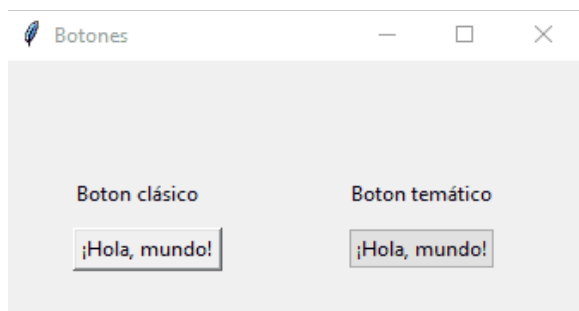 Botones
Boton clásico
Boton temático
¡Hola, mundo!
¡Hola, mundo!